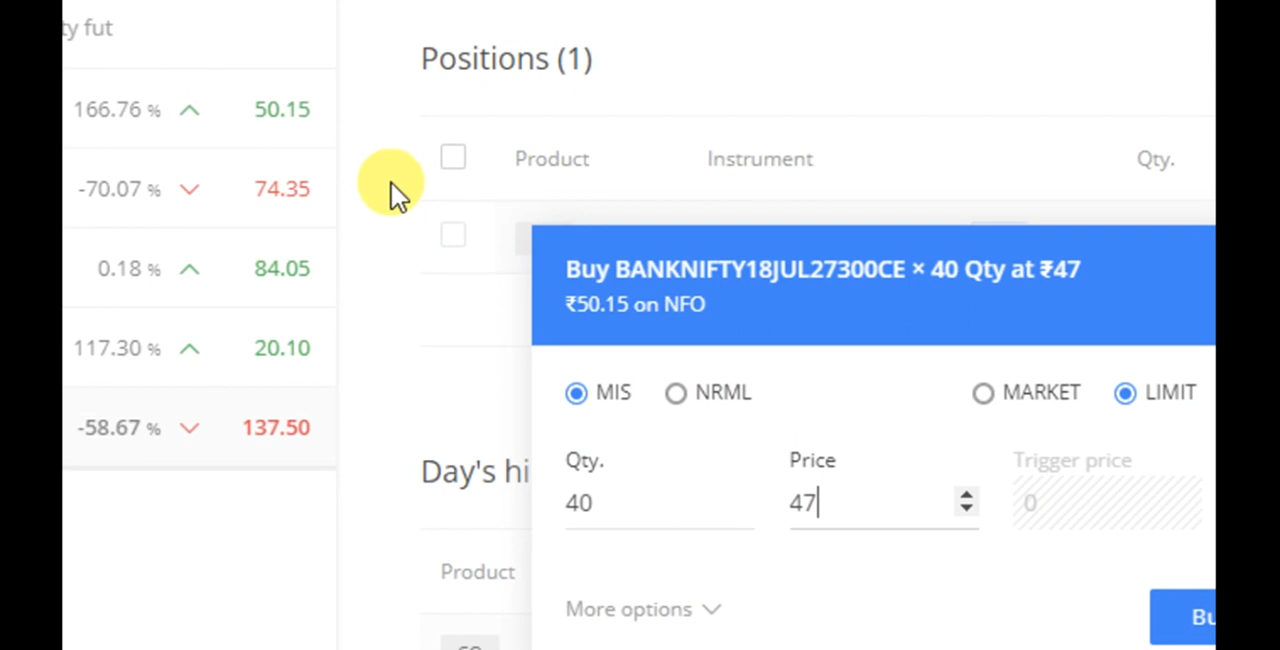 ty fut
166.76 % 50.15
-70.07 % 74.35
0.18 % 84.05
117.30 % 20.10
-58.67 % 137.50
Positions (1)
Product Instrument Qty.
Buy BANKNIFTY18JUL27300CE × 40 Qty at ₹47
₹50.15 on NFO
MIS NRML MARKET LIMIT
Qty. Price Trigger price
40 47 0
More options
Bu
Day's hi
Product